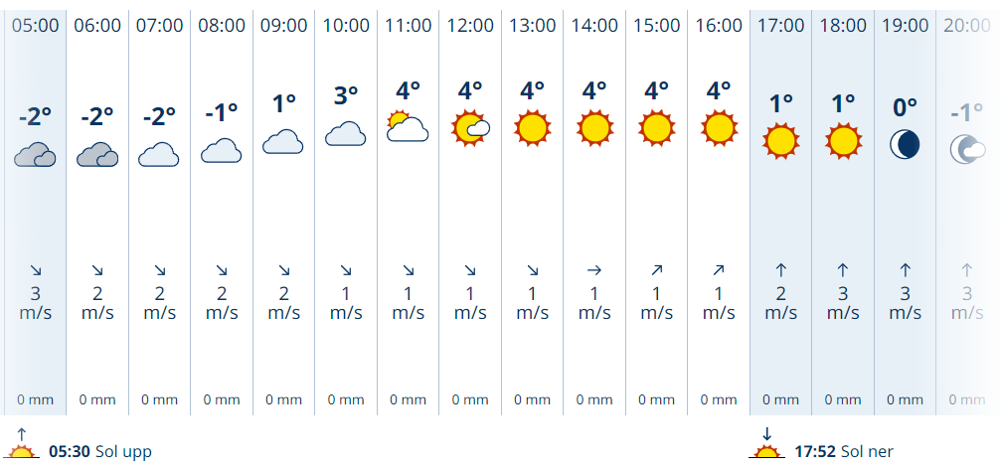 05:00 06:00 07:00 08:00 09:00 10:00 11:00 12:00 13:00 14:00 15:00 16:00 17:00 18:00 19:00 20:00
-2° -2° -2° -1° 1° 3° 4° 4° 4° 4° 4° 4° 1° 1° 0° -1°
3 2 2 2 2 1 1 1 1 1 1 1 2 3 3 3
m/s m/s m/s m/s m/s m/s m/s m/s m/s m/s m/s m/s m/s m/s m/s m/s
0 mm 0 mm 0 mm 0 mm 0 mm 0 mm 0 mm 0 mm 0 mm 0 mm 0 mm 0 mm 0 mm 0 mm 0 mm 0 mm
05:30 Sol upp 17:52 Sol ner